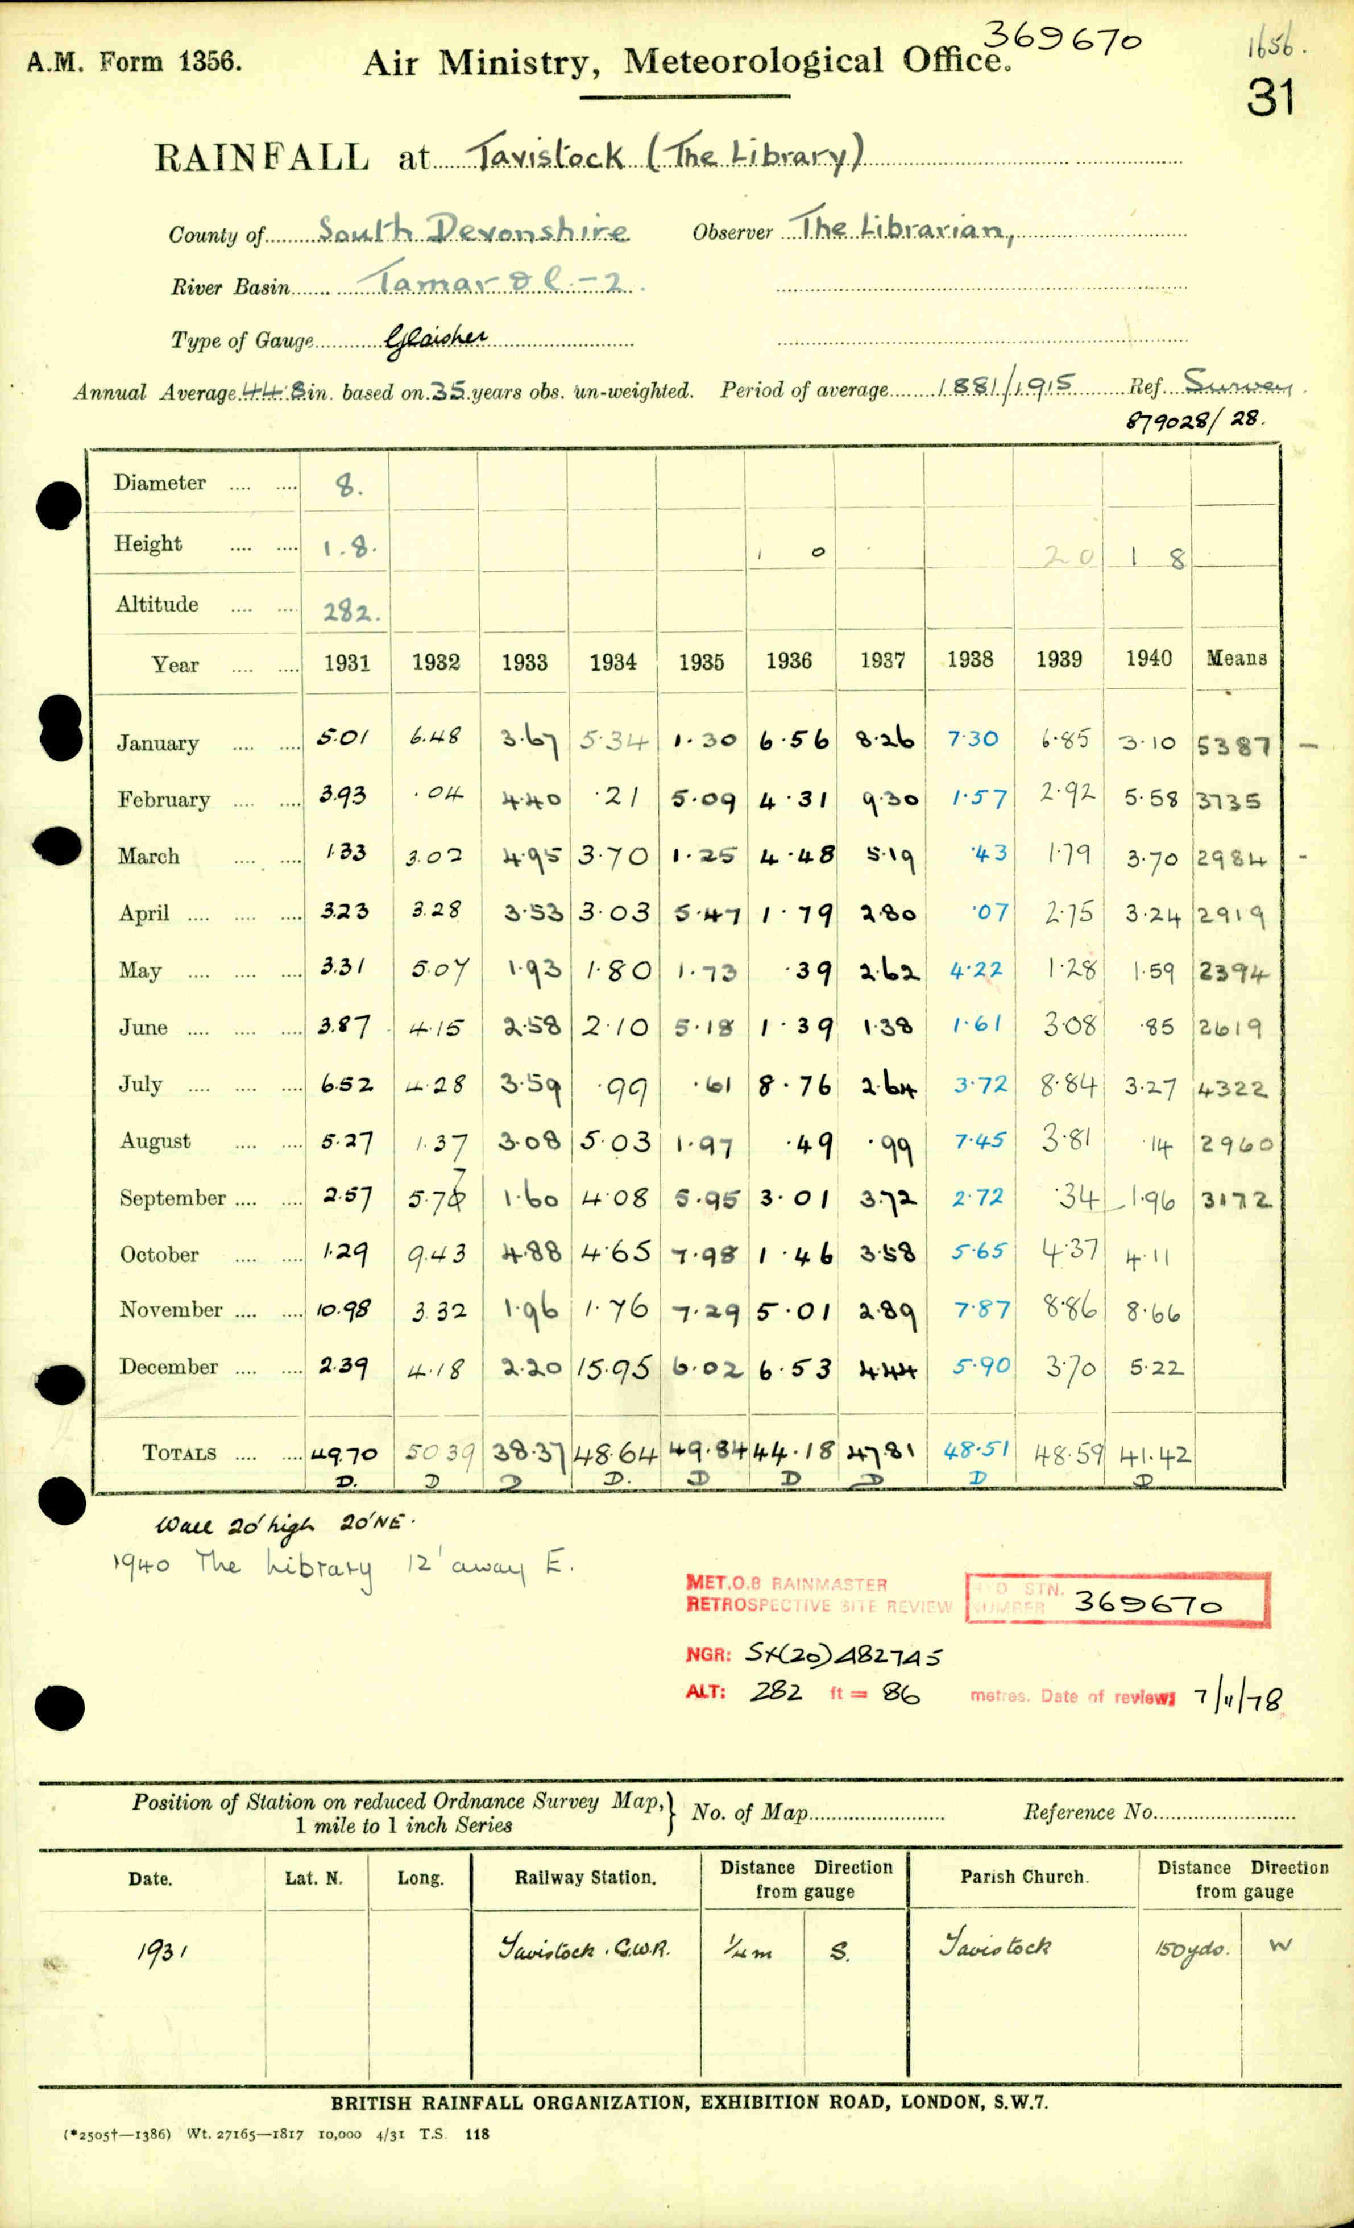 369670
1656.
A.M. Form 1356. Air Ministry, Meteorological Office.
31
RAINFALL at Tavistock (The Library)
County of South Devonshire Observer The Librarian,
River Basin Tamar & C. - 2.
Type of Gauge Glaisher
Annual Average 44.8 in. based on 35 years obs. un-weighted. Period of average 1881/1915 Ref. Survey
879028/28.
Diameter .... .... 8.
Height .... .... 1.8. 1 0 20 1 8
Altitude .... .... 282.
Year .... .... 1931 1932 1933 1934 1935 1936 1937 1938 1939 1940 Means
January .... .... 5.01 6.48 3.67 5.34 1.30 6.56 8.26 7.30 6.85 3.10 5387 -
February .... .... 3.93 .04 4.40 .21 5.09 4.31 9.30 1.57 2.92 5.58 3735
March .... .... 1.33 3.02 4.95 3.70 1.25 4.48 5.19 .43 1.79 3.70 2984 -
April .... .... .... 3.23 3.28 3.53 3.03 5.47 1.79 2.80 .07 2.75 3.24 2919
May .... .... .... 3.31 5.07 1.93 1.80 1.73 .39 2.62 4.22 1.28 1.59 2394
June .... .... .... 3.87 4.15 2.58 2.10 5.18 1.39 1.38 1.61 3.08 .85 2619
July .... .... .... 6.52 4.28 3.59 .99 .61 8.76 2.64 3.72 8.84 3.27 4322
August .... .... 5.27 1.37 3.08 5.03 1.97 .49 .99 7.45 3.81 .14 2960
September .... .... 2.57 5.77 1.60 4.08 5.95 3.01 3.72 2.72 .34 1.96 3172
October .... .... 1.29 9.43 4.88 4.65 7.98 1.46 3.58 5.65 4.37 4.11
November .... .... 10.98 3.32 1.96 1.76 7.29 5.01 2.89 7.87 8.86 8.66
December .... .... 2.39 4.18 2.20 15.95 6.02 6.53 4.44 5.90 3.70 5.22
TOTALS .... .... 49.70 50.39 38.37 48.64 49.84 44.18 47.81 48.51 48.59 41.42
D. D D D. D D D D D
Wall 20' high 20' NE.
1940 The Library 12' away E.
MET.O.8 RAINMASTER
RETROSPECTIVE SITE REVIEW STN. NUMBER 369670
NGR: SX(20)482745
ALT: 282 ft = 86 metres. Date of review: 7/11/78
Position of Station on reduced Ordnance Survey Map, 1 mile to 1 inch Series } No. of Map Reference No.
Date. Lat. N. Long. Railway Station. Distance Direction from gauge Parish Church. Distance Direction from gauge
1931 Tavistock. G.W.R. 1/4 m S. Tavistock 150 yds. W
BRITISH RAINFALL ORGANIZATION, EXHIBITION ROAD, LONDON, S.W.7.
(*2505†—1386) Wt. 27165—1817 10,000 4/31 T.S. 118